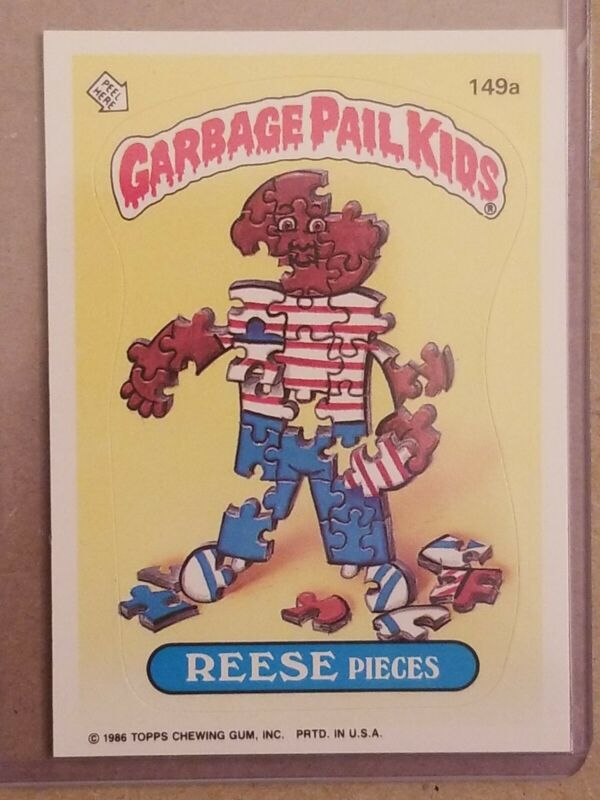 PEEL
HERE
149a
GARBAGE PAIL KIDS®
REESE PIECES
© 1986 TOPPS CHEWING GUM, INC. PRTD. IN U.S.A.